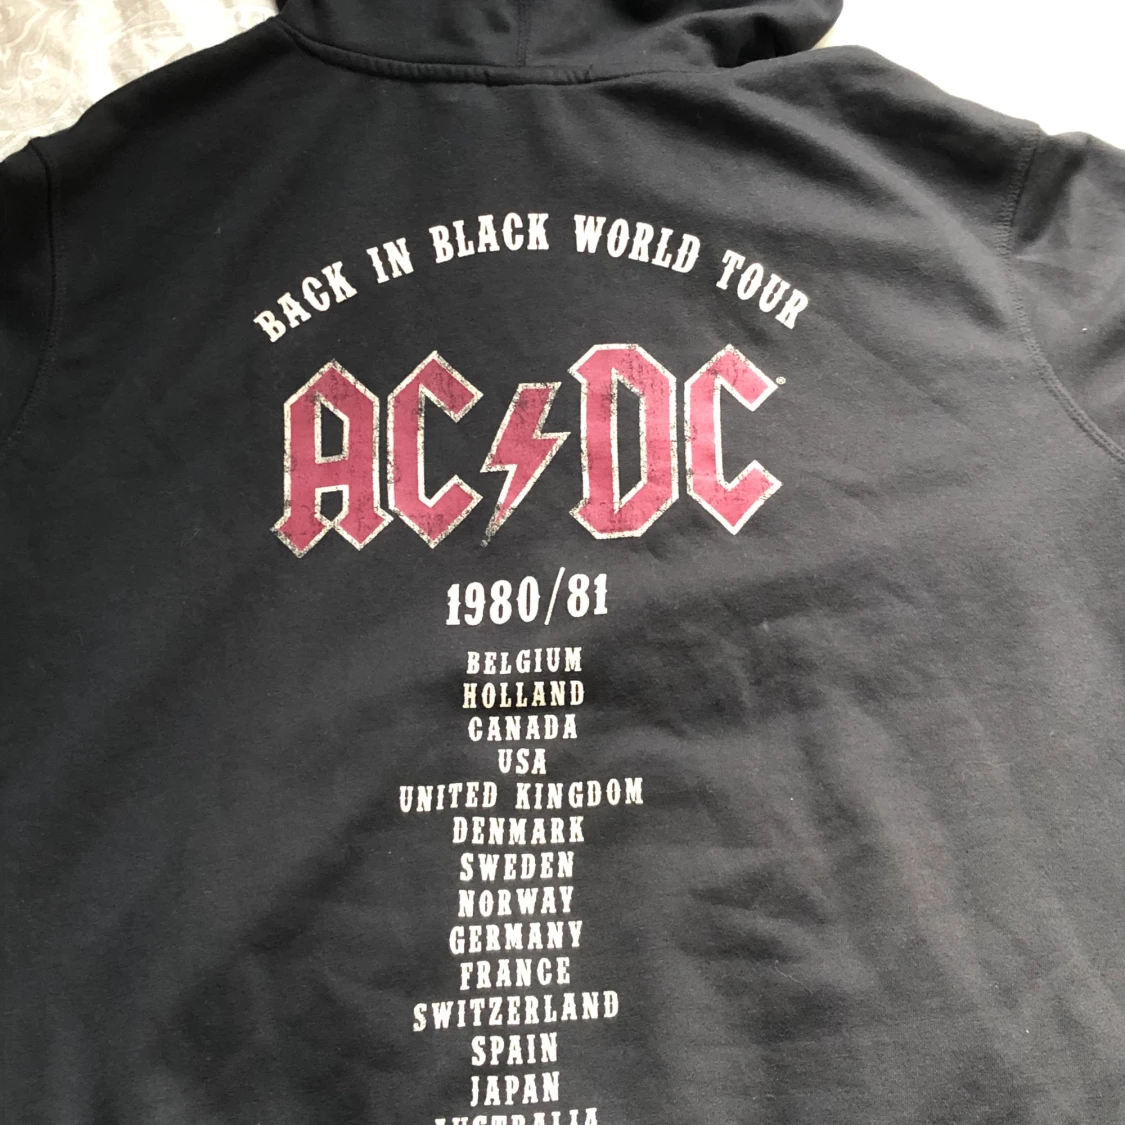 BACK IN BLACK WORLD TOUR
AC⚡DC®
1980/81
BELGIUM
HOLLAND
CANADA
USA
UNITED KINGDOM
DENMARK
SWEDEN
NORWAY
GERMANY
FRANCE
SWITZERLAND
SPAIN
JAPAN
AUSTRALIA